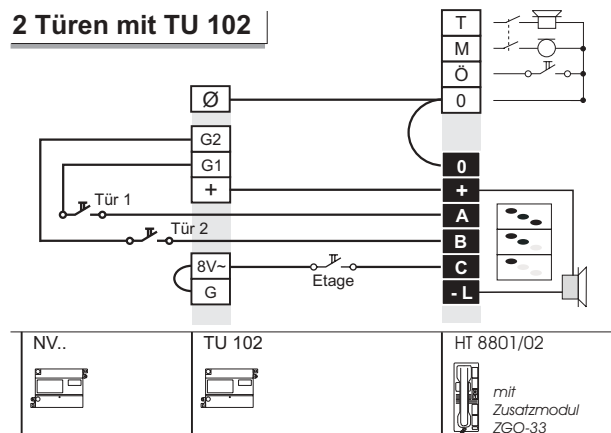 2 Türen mit TU 102
T
M
Ö
0
Ø
G2
G1
+
8V~
G
Tür 1
Tür 2
Etage
0
+
A
B
C
- L
NV..
TU 102
HT 8801/02
mit
Zusatzmodul
ZGO-33